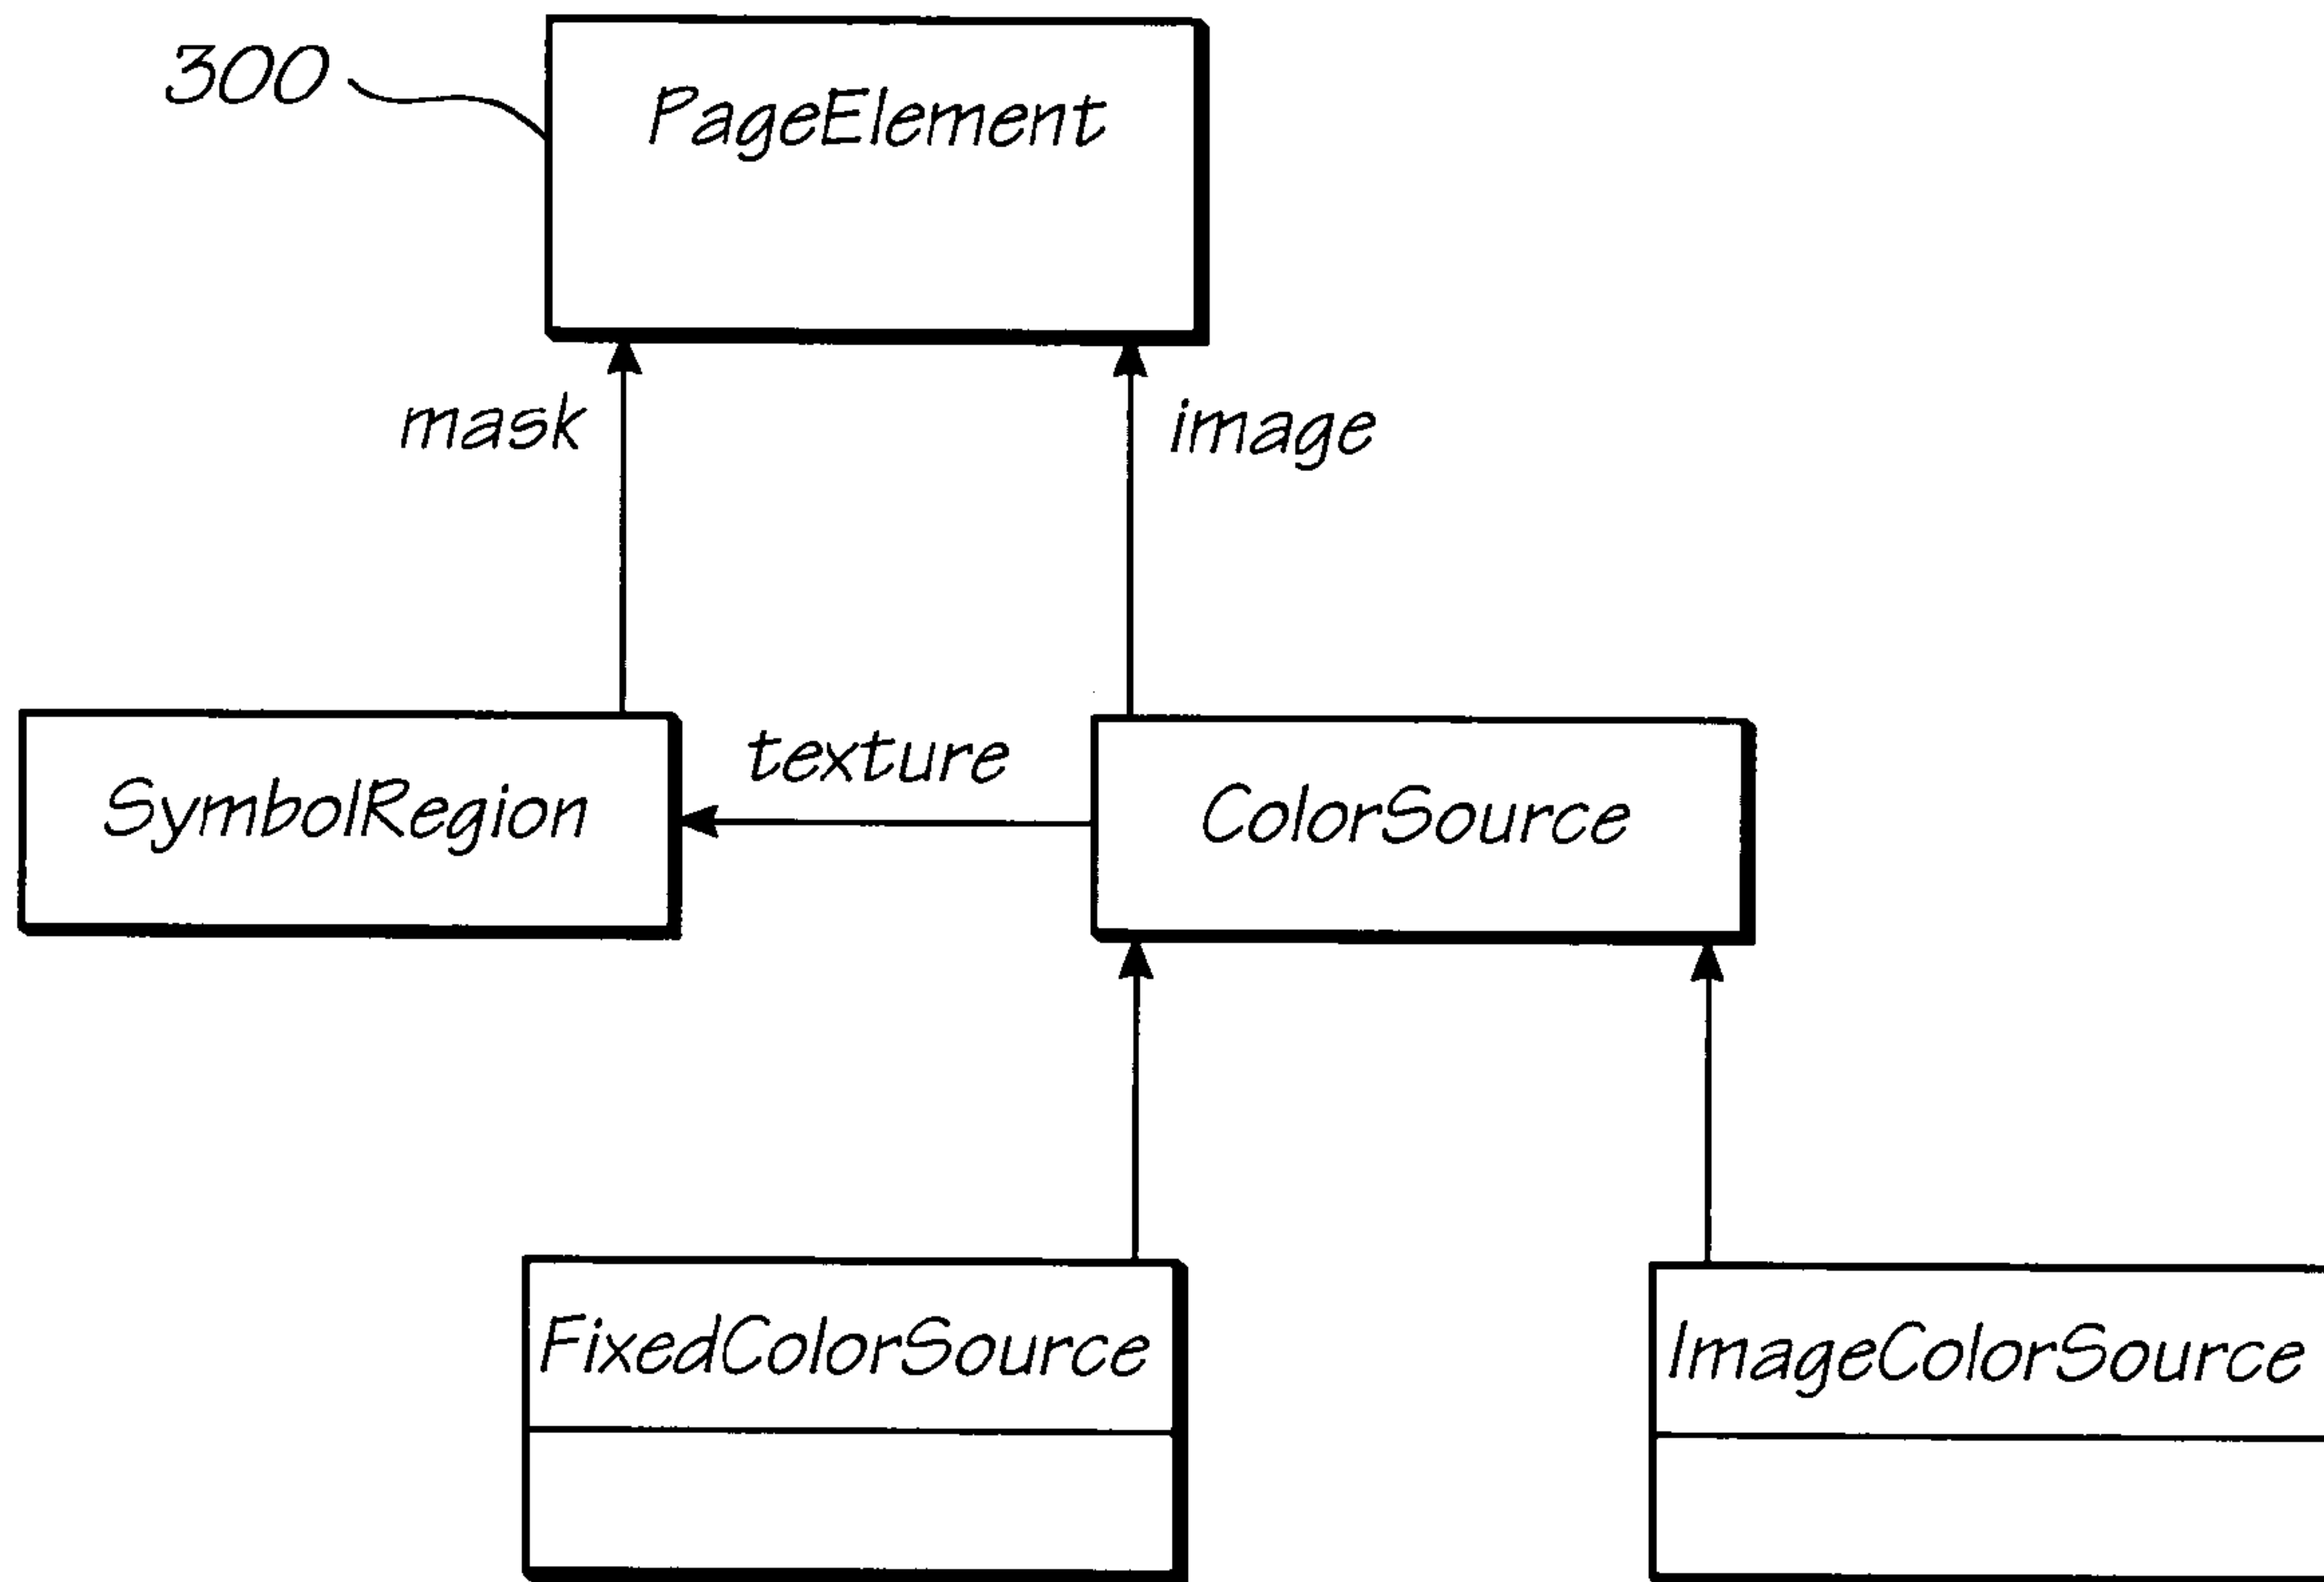 300
PageElement
mask
image
texture
SymbolRegion
ColorSource
FixedColorSource
ImageColorSource